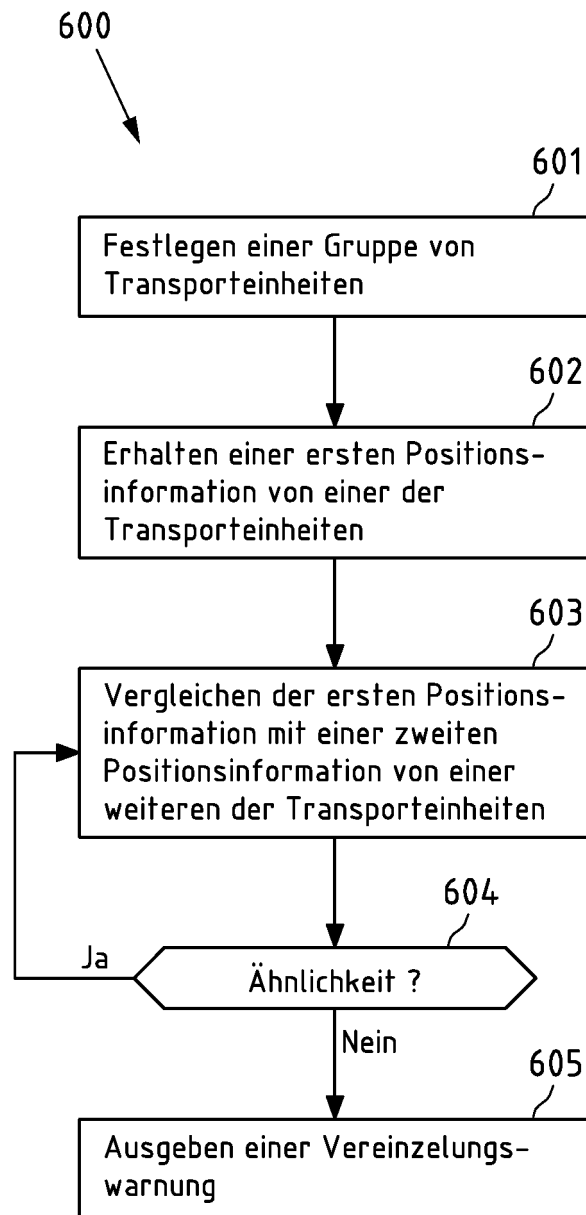 600
601
Festlegen einer Gruppe von
Transporteinheiten
602
Erhalten einer ersten Positions-
information von einer der
Transporteinheiten
603
Vergleichen der ersten Positions-
information mit einer zweiten
Positionsinformation von einer
weiteren der Transporteinheiten
604
Ja
Ähnlichkeit ?
Nein
605
Ausgeben einer Vereinzelungs-
warnung